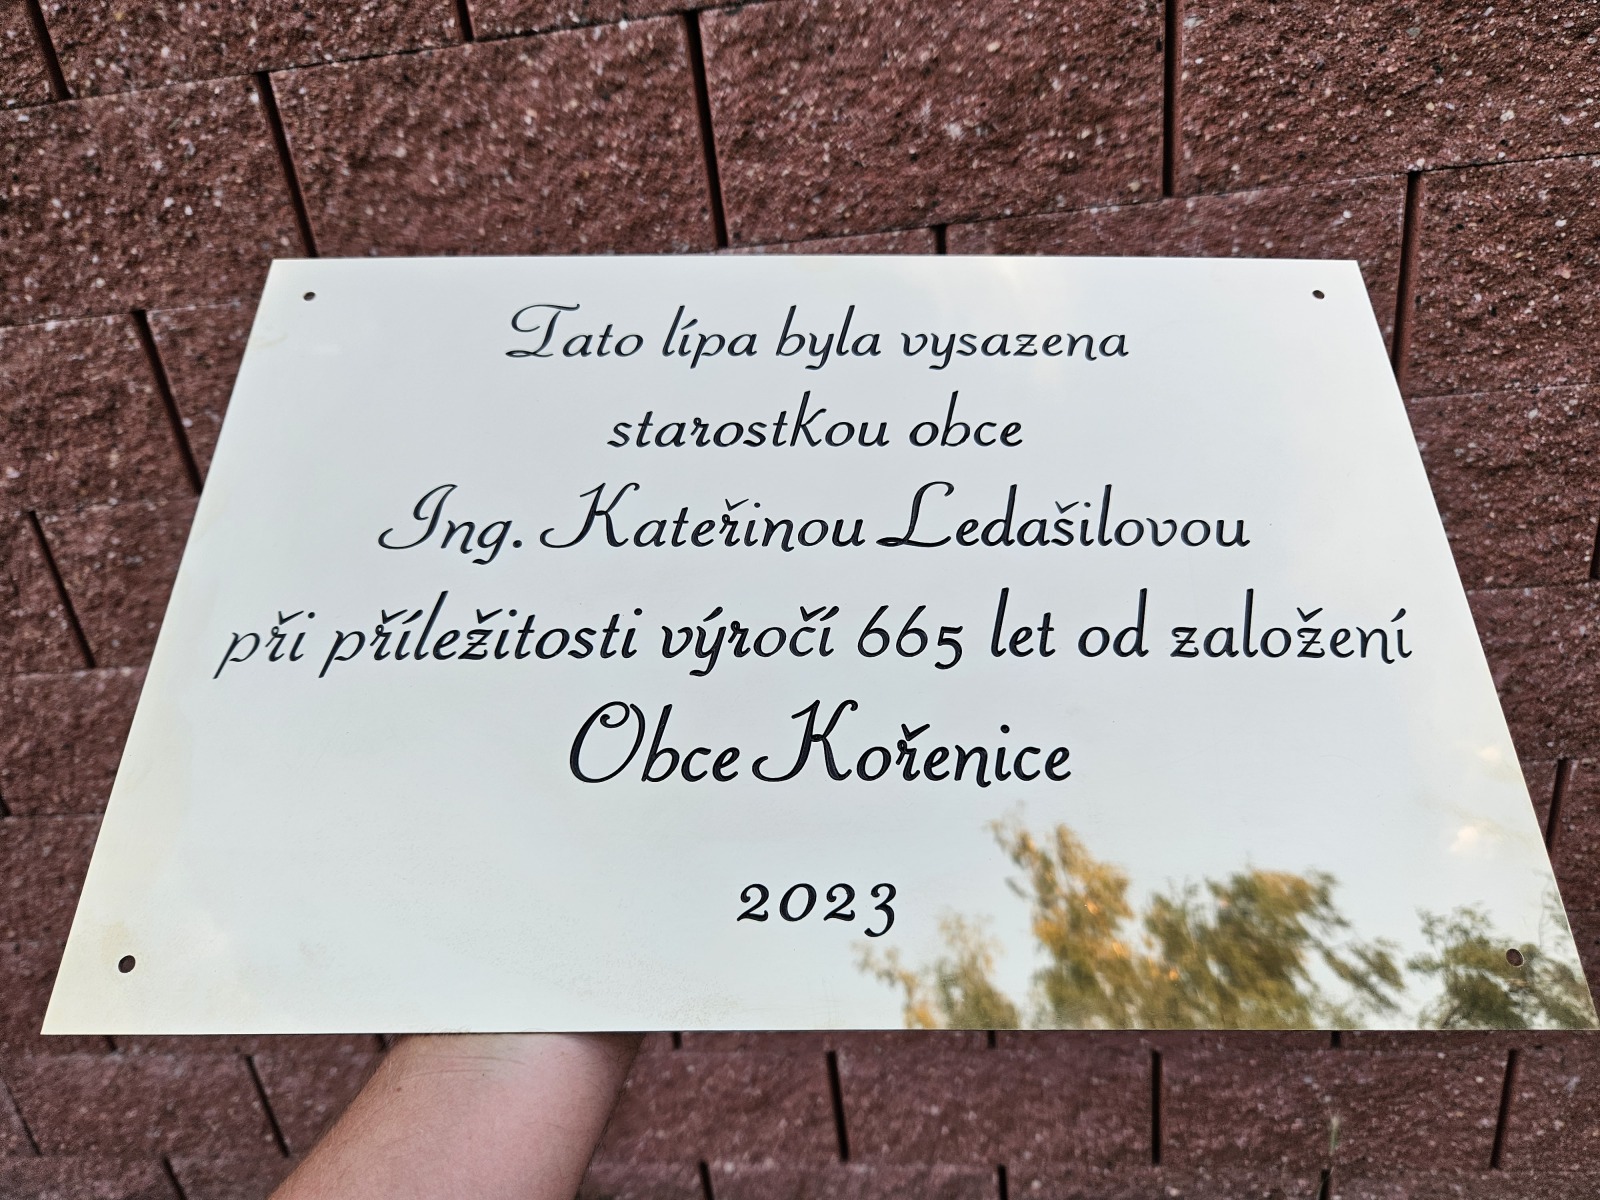 Tato lípa byla vysazena
starostkou obce
Ing. Kateřinou Ledašilovou
při příležitosti výročí 665 let od založení
Obce Kořenice
2023